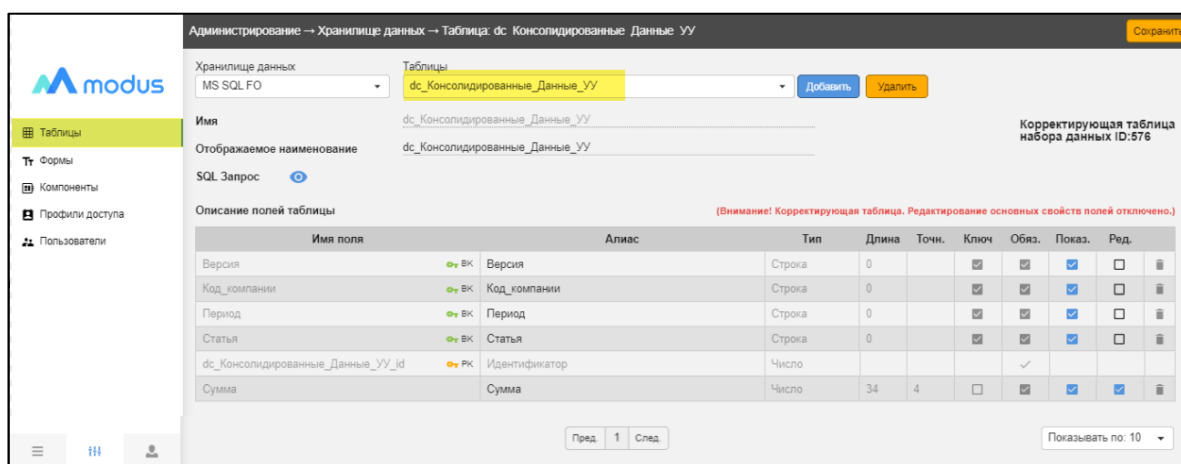 Администрирование → Хранилище данных → Таблица: dc_Консолидированные_Данные_УУ
Сохранить
modus
Таблицы
Формы
Компоненты
Профили доступа
Пользователи
Хранилище данных
Таблицы
MS SQL FO
dc_Консолидированные_Данные_УУ
Добавить
Удалить
Имя
dc_Консолидированные_Данные_УУ
Отображаемое наименование
dc_Консолидированные_Данные_УУ
Корректирующая таблица
набора данных ID:576
SQL Запрос
Описание полей таблицы
(Внимание! Корректирующая таблица. Редактирование основных свойств полей отключено.)
Имя поля Алиас Тип Длина Точн. Ключ Обяз. Показ. Ред.
Версия BK Версия Строка 0
Код_компании BK Код_компании Строка 0
Период BK Период Строка 0
Статья BK Статья Строка 0
dc_Консолидированные_Данные_УУ_id PK Идентификатор Число
Сумма Сумма Число 34 4
Пред. 1 След.
Показывать по: 10